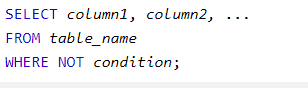 SELECT column1, column2, ...
FROM table_name
WHERE NOT condition;